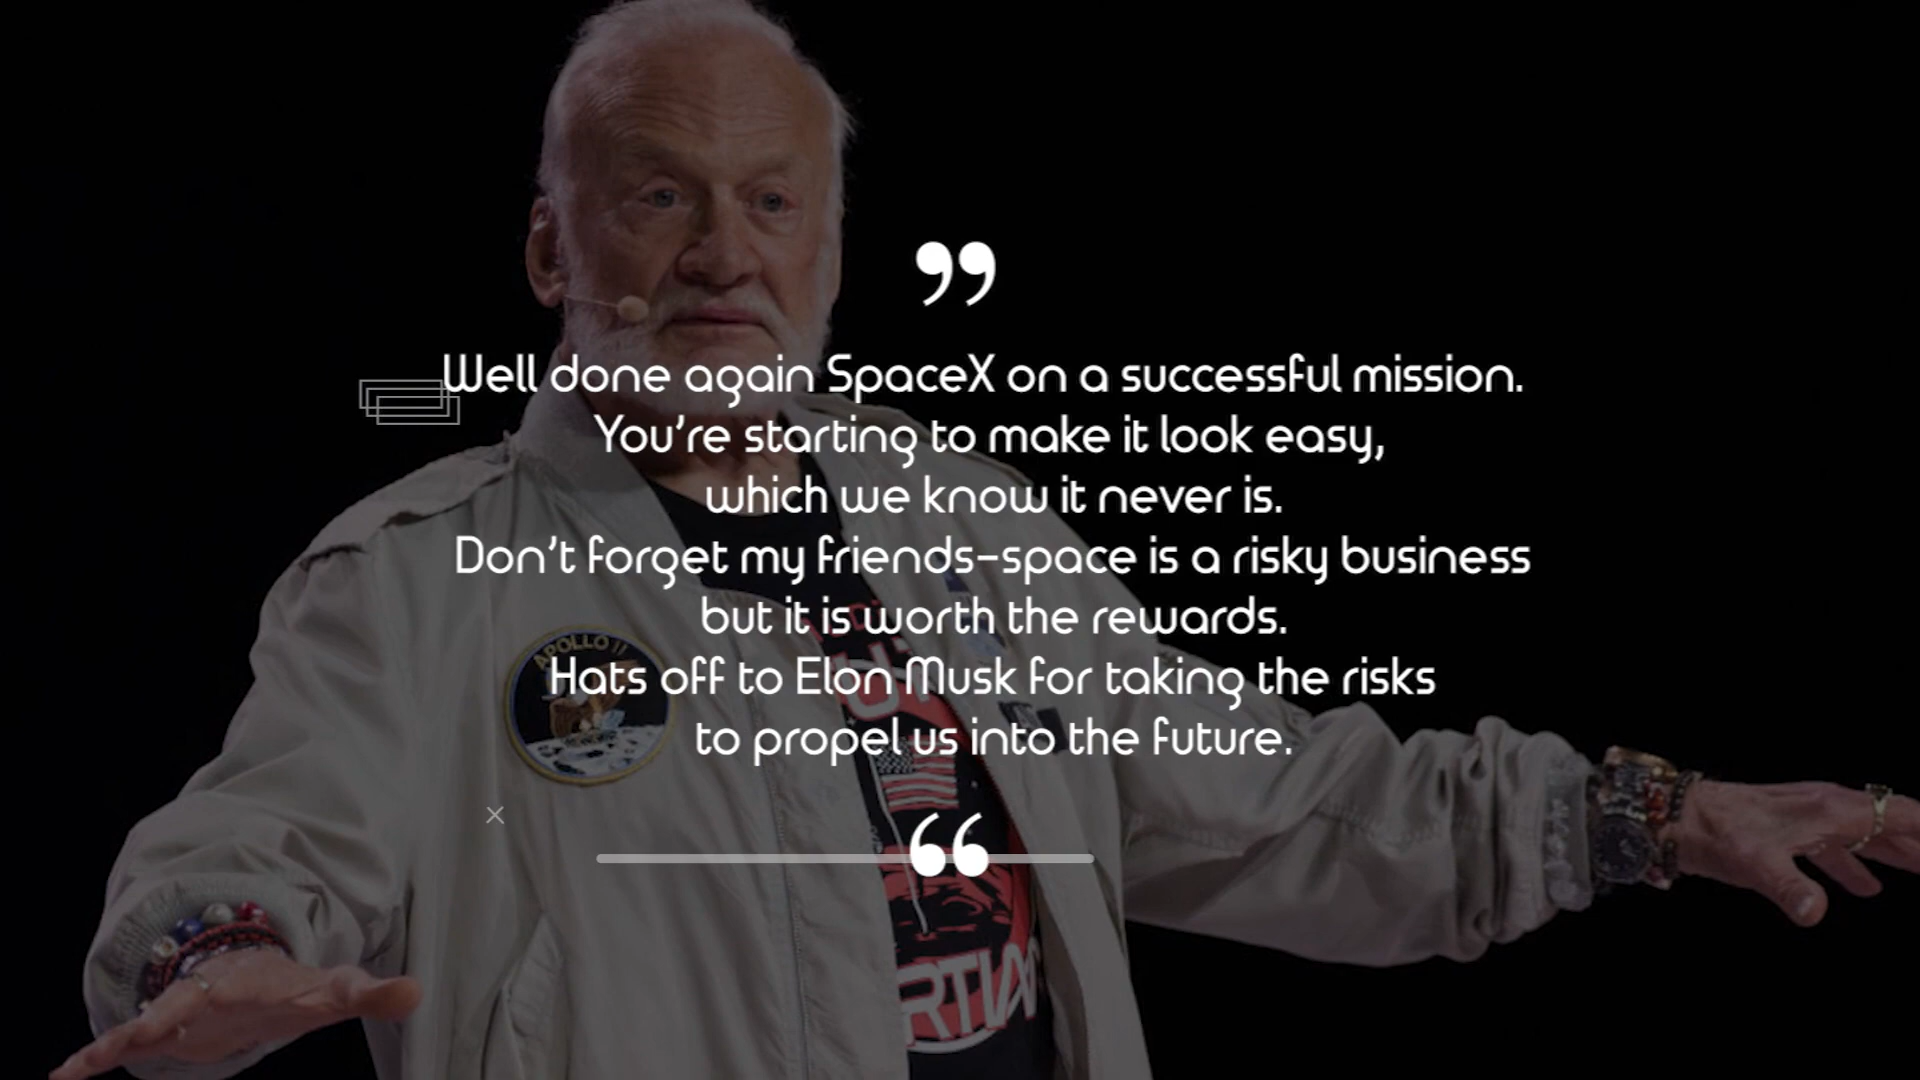 ”
Well done again SpaceX on a successful mission.
You’re starting to make it look easy,
which we know it never is.
Don’t forget my friends-space is a risky business
but it is worth the rewards.
Hats off to Elon Musk for taking the risks
to propel us into the future.
“
APOLLO 11